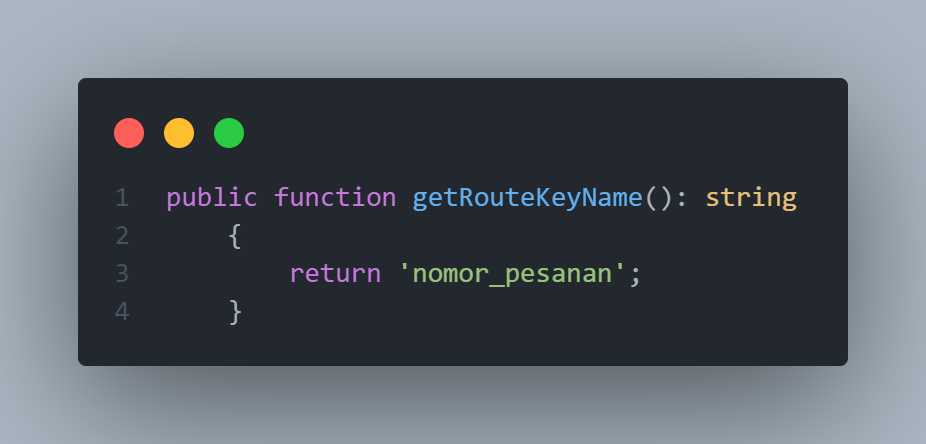 1 public function getRouteKeyName(): string
2     {
3         return 'nomor_pesanan';
4     }